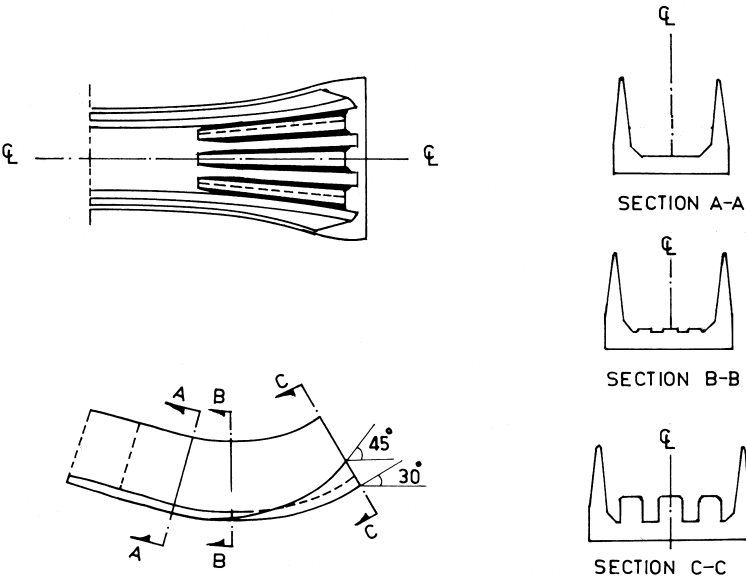 ℄
℄
℄
SECTION A-A
℄
SECTION B-B
A
B
C
45°
30°
A
B
C
℄
SECTION C-C